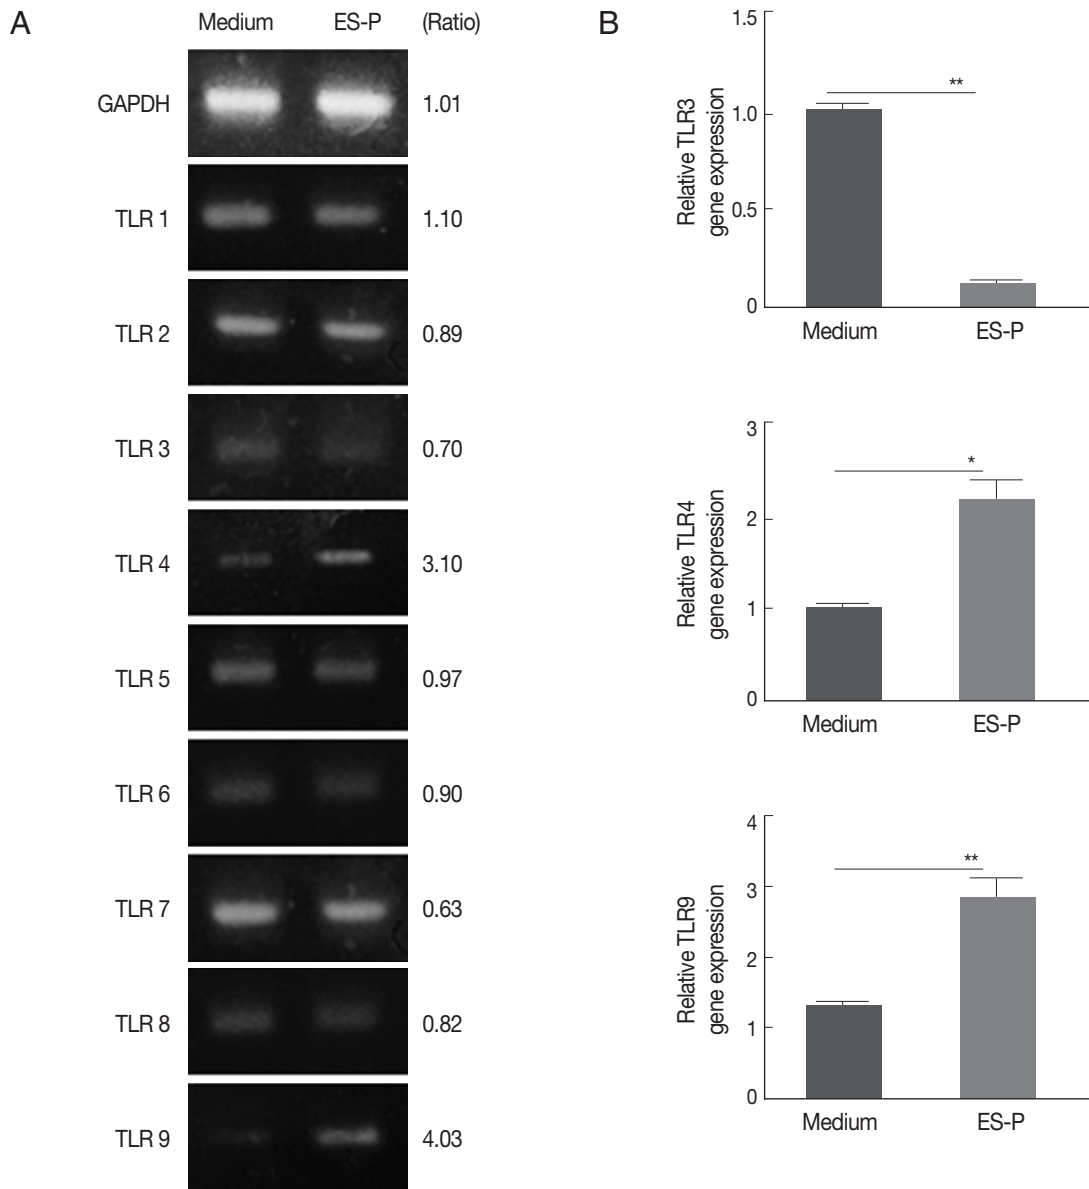 A
Medium ES-P (Ratio)
GAPDH 1.01
TLR 1 1.10
TLR 2 0.89
TLR 3 0.70
TLR 4 3.10
TLR 5 0.97
TLR 6 0.90
TLR 7 0.63
TLR 8 0.82
TLR 9 4.03
B
Relative TLR3
gene expression
1.5
1.0
0.5
0
**
Medium ES-P
Relative TLR4
gene expression
3
2
1
0
*
Medium ES-P
Relative TLR9
gene expression
4
3
2
1
0
**
Medium ES-P